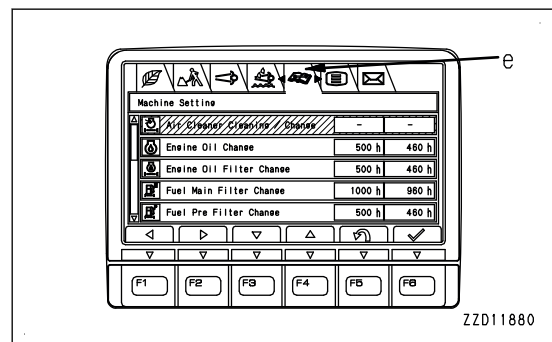 e
Machine Setting
Air Cleaner Cleaning / Change - -
Engine Oil Change 500 h 460 h
Engine Oil Filter Change 500 h 460 h
Fuel Main Filter Change 1000 h 960 h
Fuel Pre Filter Change 500 h 460 h
F1 F2 F3 F4 F5 F6
ZZD11880